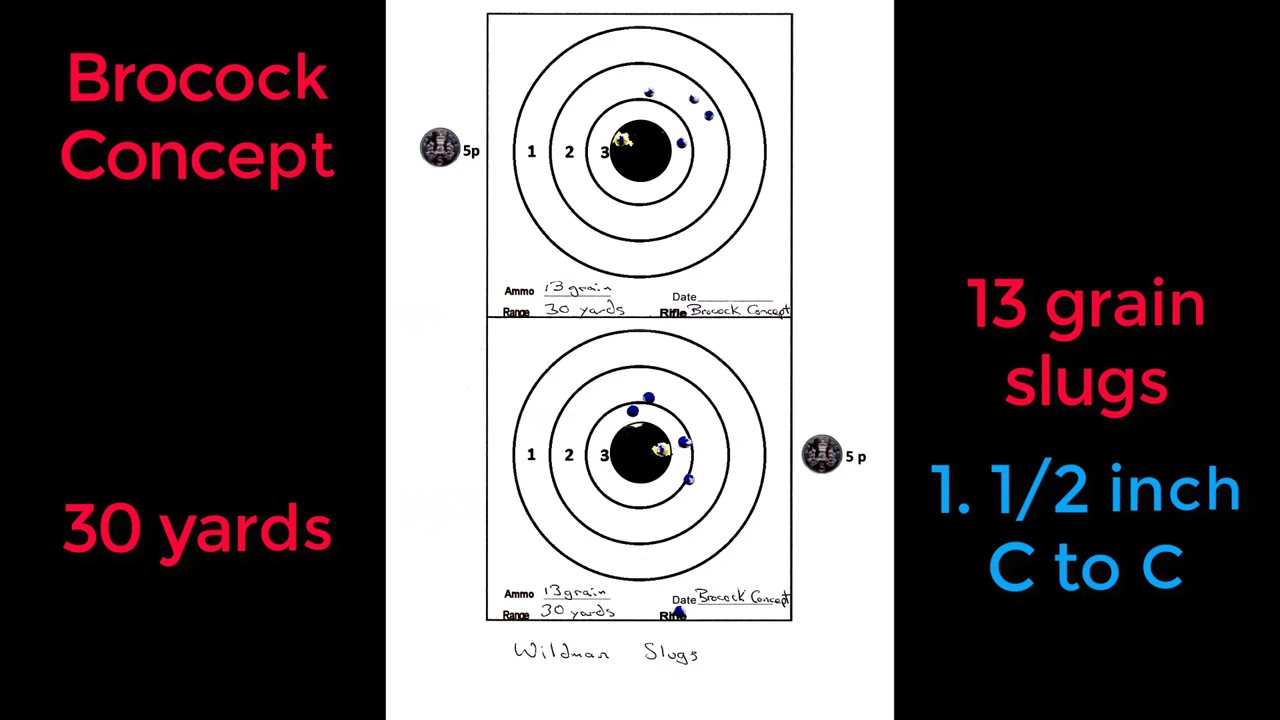 Brocock
Concept
30 yards
5p
1 2 3
Ammo 13 grain
Range 30 yards
Date
Rifle Brocock Concept
1 2 3
5 p
Ammo 13 grain
Range 30 yards
Date Brocock Concept
Rifle
Wildman Slugs
13 grain
slugs
1. 1/2 inch
C to C